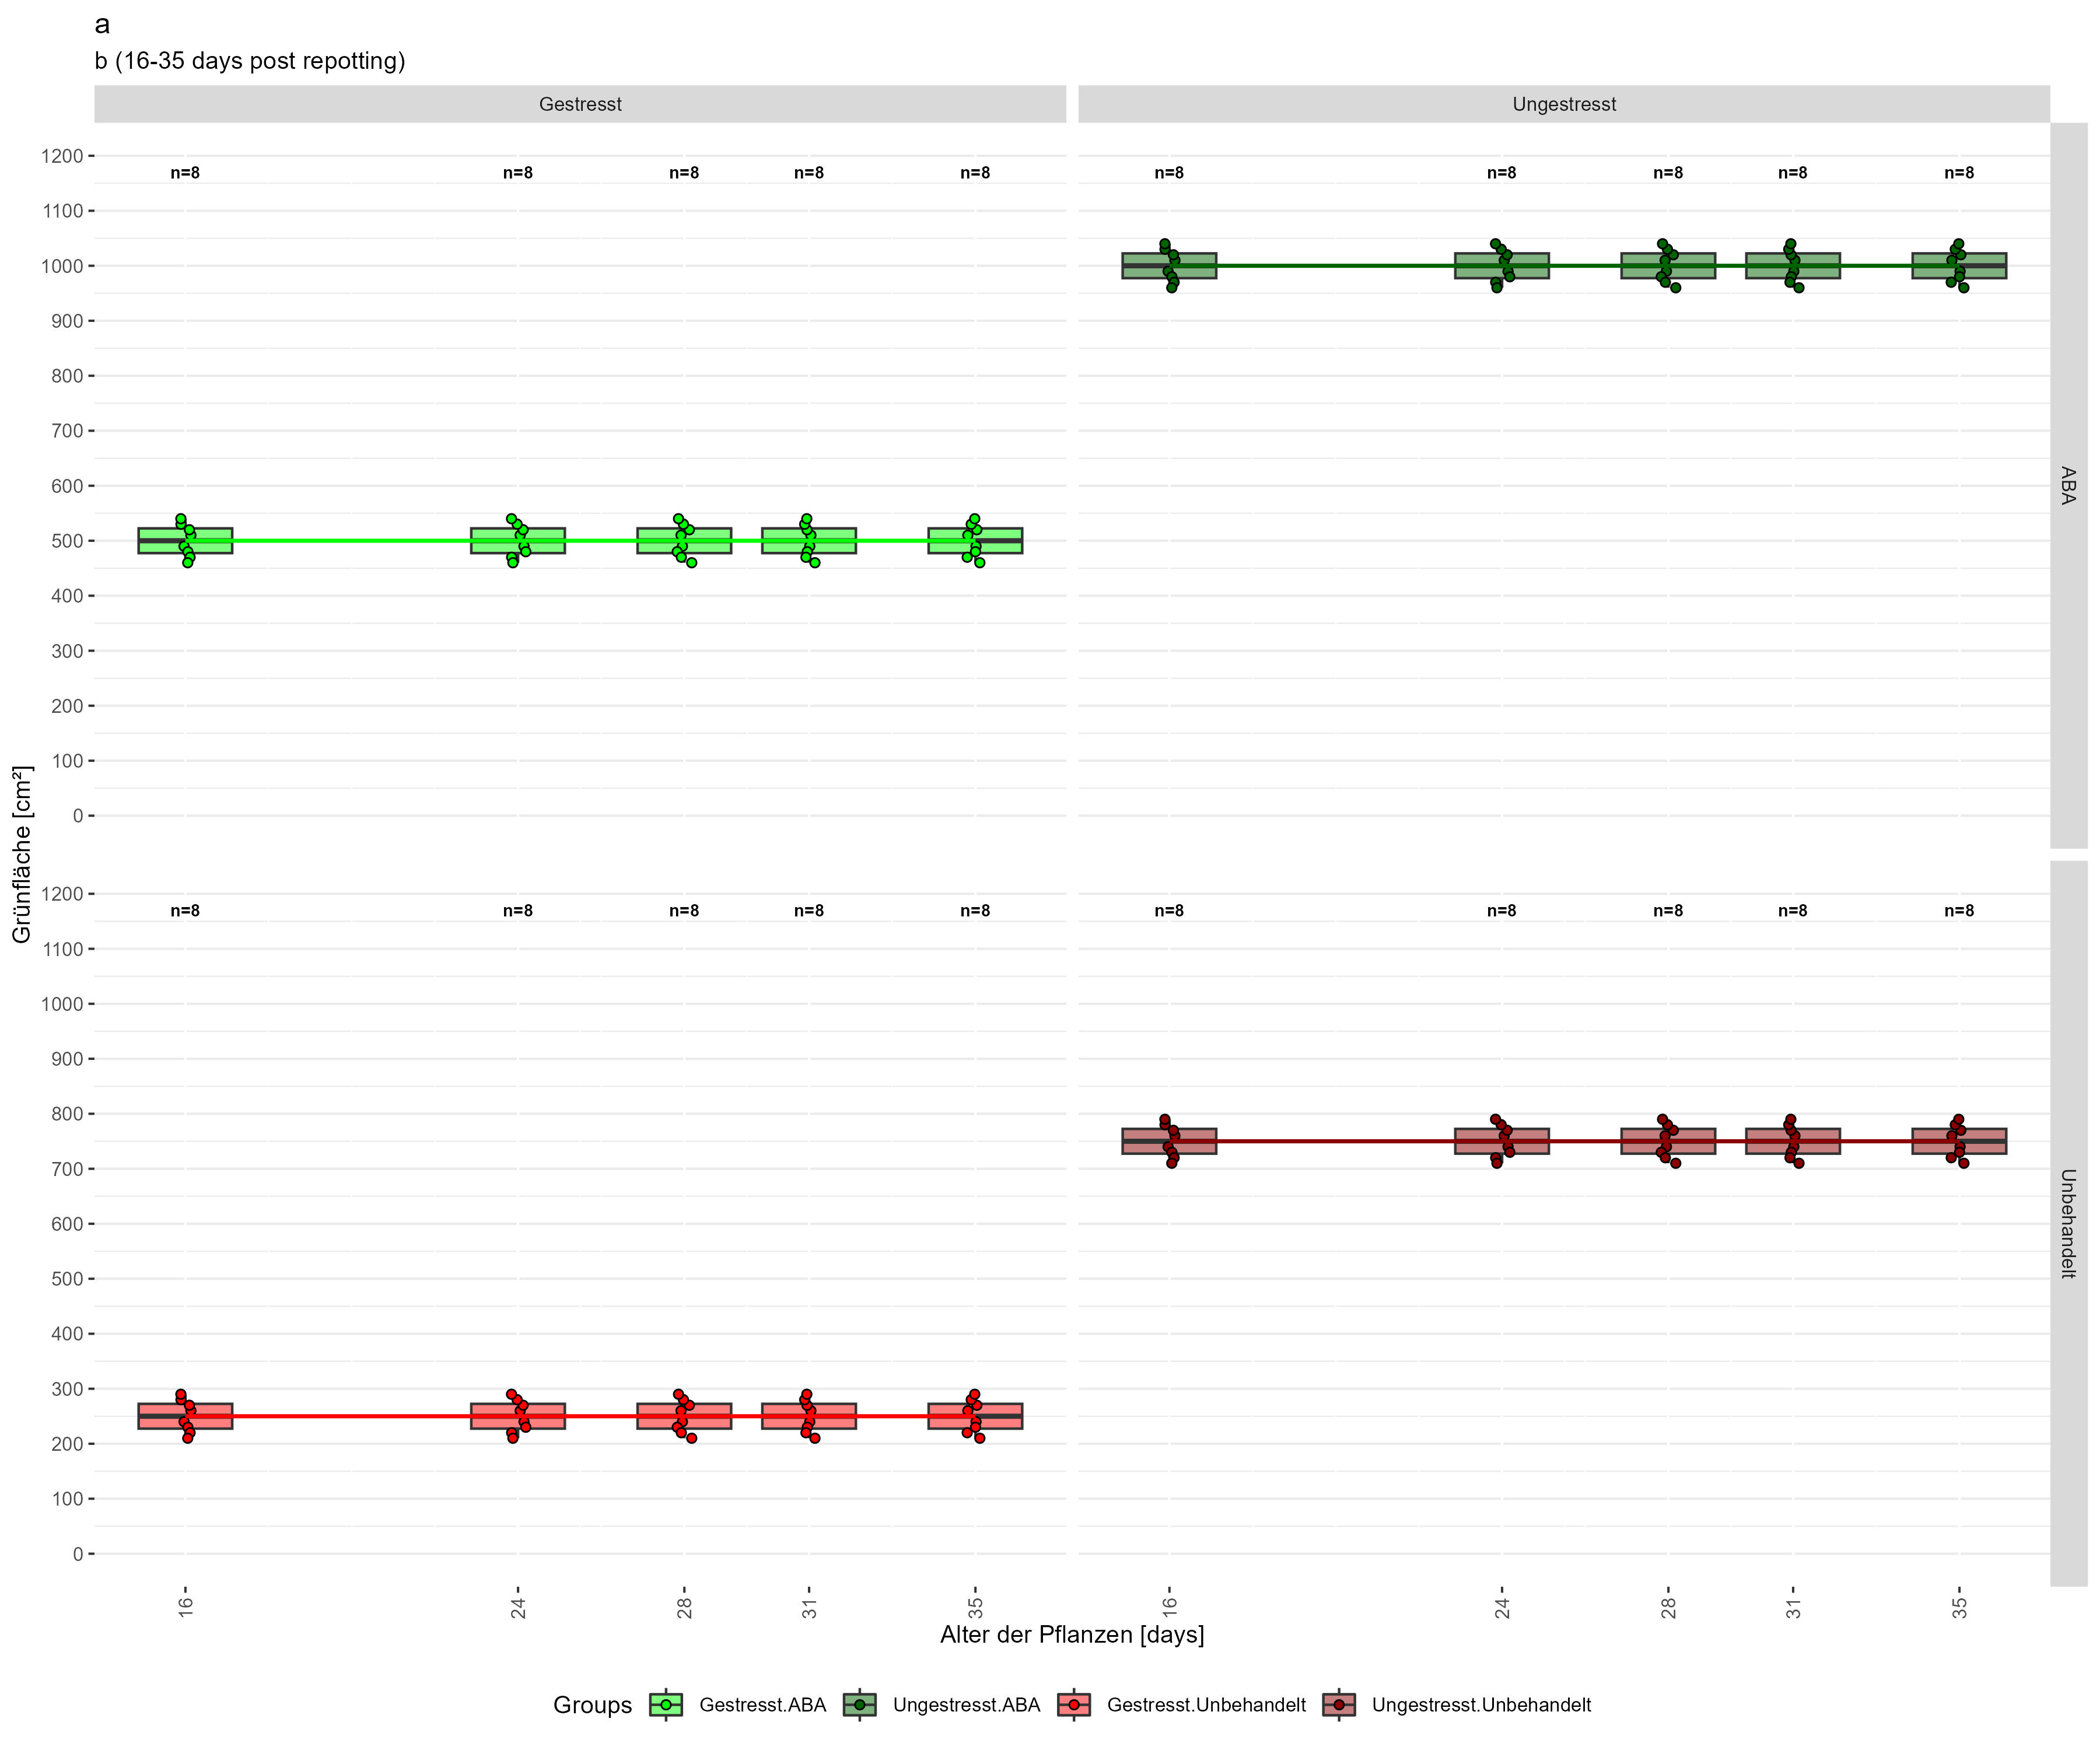 a
b (16-35 days post repotting)
Gestresst Ungestresst
1200
n=8 n=8 n=8 n=8 n=8 n=8 n=8 n=8 n=8 n=8
1100
1000
900
800
700
600
500
400
300
200
100
0
ABA
Grünfläche [cm²]
1200
n=8 n=8 n=8 n=8 n=8 n=8 n=8 n=8 n=8 n=8
1100
1000
900
800
700
600
500
400
300
200
100
0
Unbehandelt
16 24 28 31 35 16 24 28 31 35
Alter der Pflanzen [days]
Groups Gestresst.ABA Ungestresst.ABA Gestresst.Unbehandelt Ungestresst.Unbehandelt